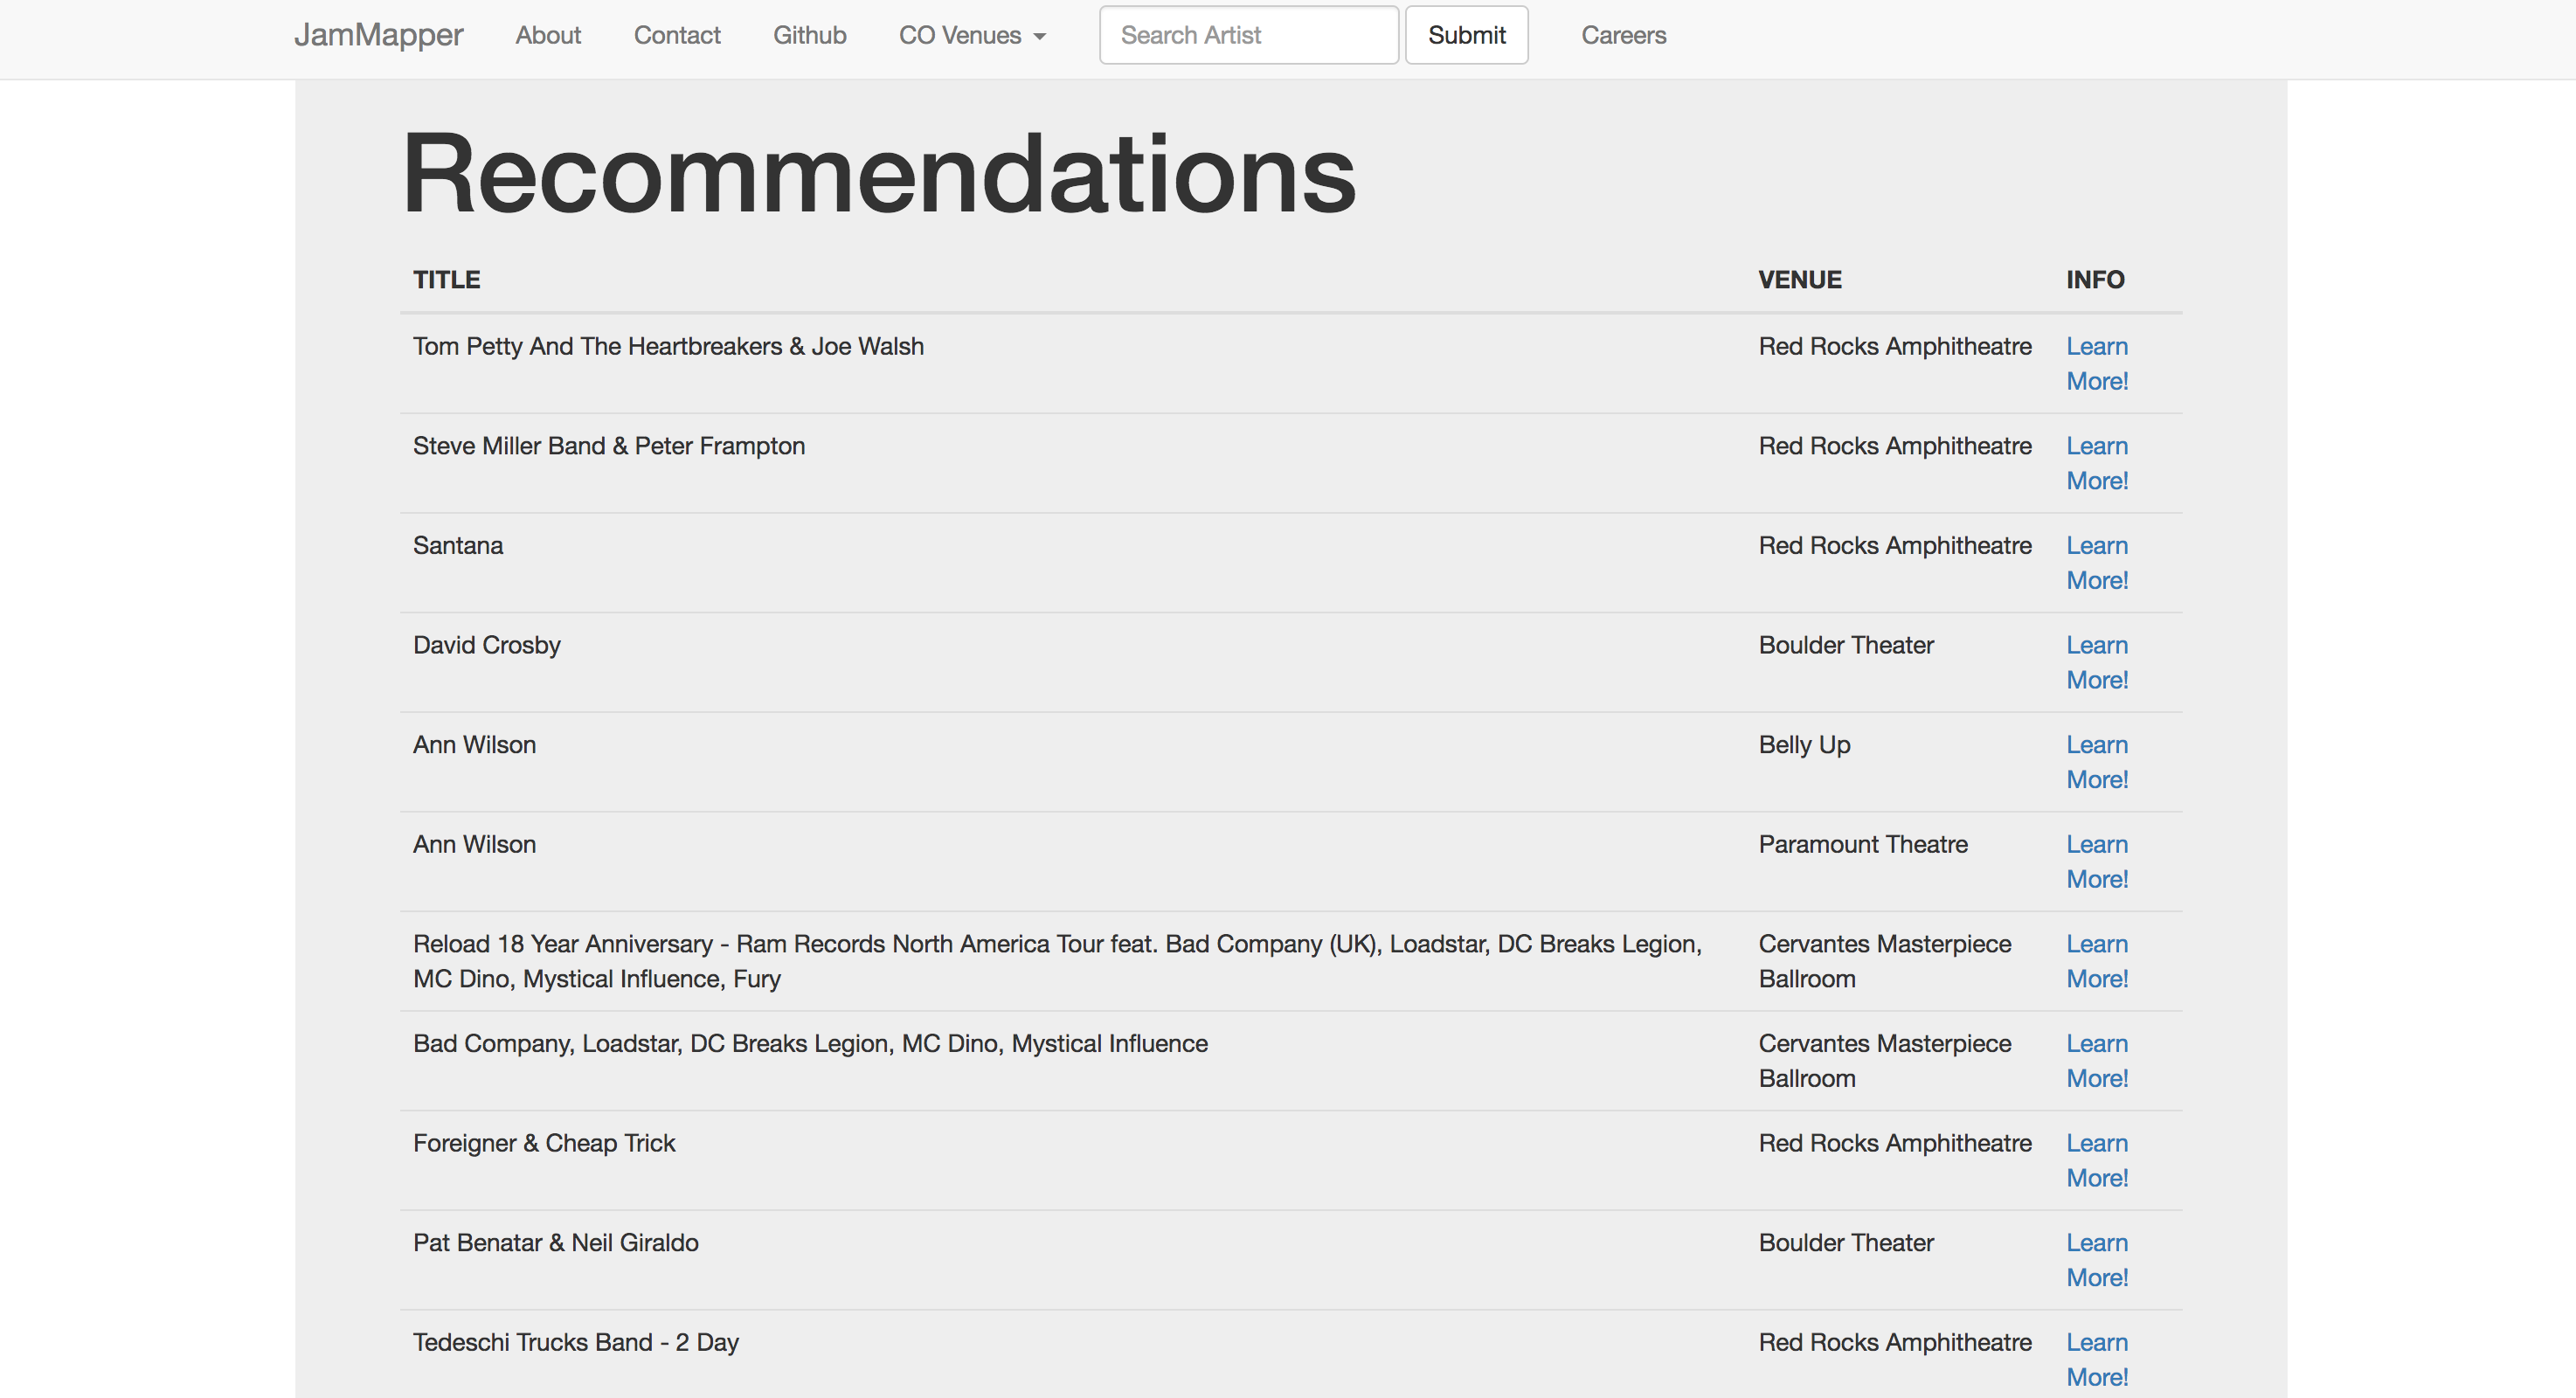 JamMapper About Contact Github CO Venues Search Artist Submit Careers
Recommendations
TITLE VENUE INFO
Tom Petty And The Heartbreakers & Joe Walsh Red Rocks Amphitheatre Learn
More!
Steve Miller Band & Peter Frampton Red Rocks Amphitheatre Learn
More!
Santana Red Rocks Amphitheatre Learn
More!
David Crosby Boulder Theater Learn
More!
Ann Wilson Belly Up Learn
More!
Ann Wilson Paramount Theatre Learn
More!
Reload 18 Year Anniversary - Ram Records North America Tour feat. Bad Company (UK), Loadstar, DC Breaks Legion, Cervantes Masterpiece Learn
MC Dino, Mystical Influence, Fury Ballroom More!
Bad Company, Loadstar, DC Breaks Legion, MC Dino, Mystical Influence Cervantes Masterpiece Learn
Ballroom More!
Foreigner & Cheap Trick Red Rocks Amphitheatre Learn
More!
Pat Benatar & Neil Giraldo Boulder Theater Learn
More!
Tedeschi Trucks Band - 2 Day Red Rocks Amphitheatre Learn
More!